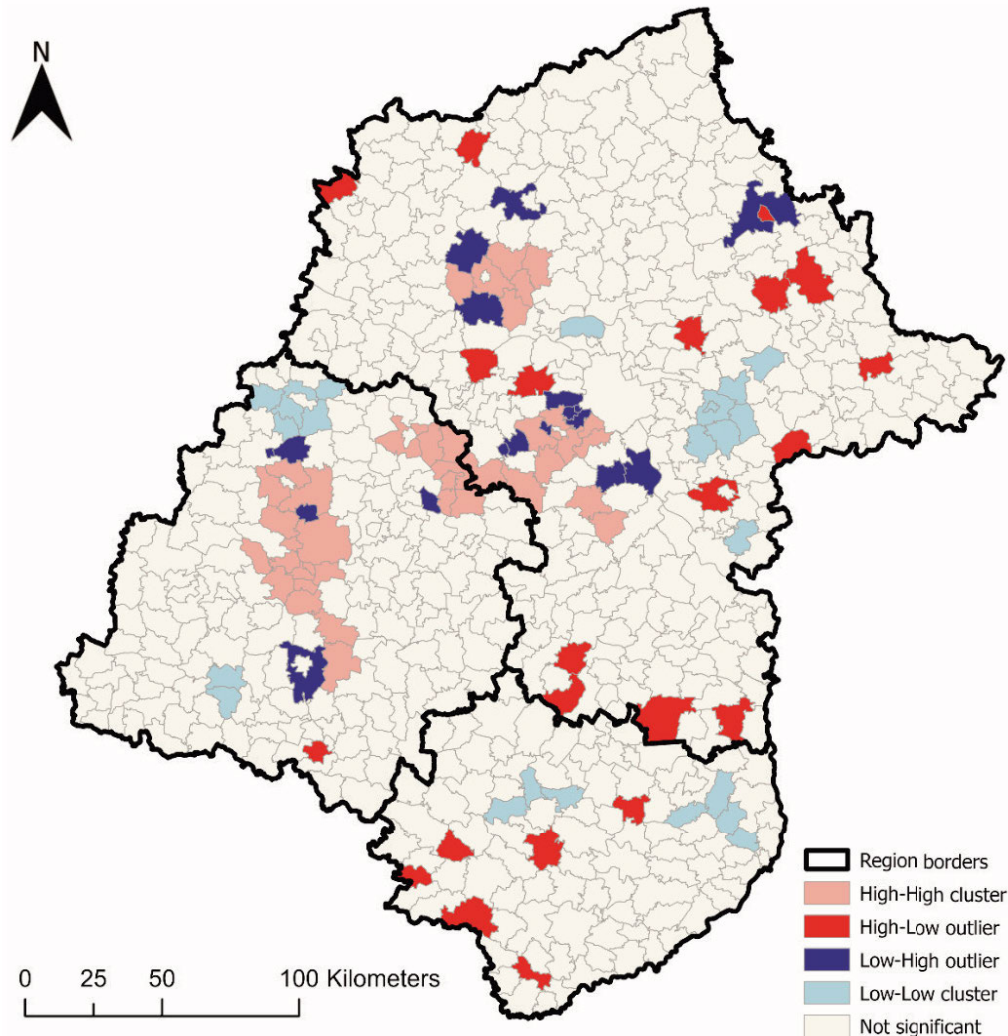 N
Region borders
High-High cluster
High-Low outlier
Low-High outlier
Low-Low cluster
Not significant
0 25 50 100 Kilometers